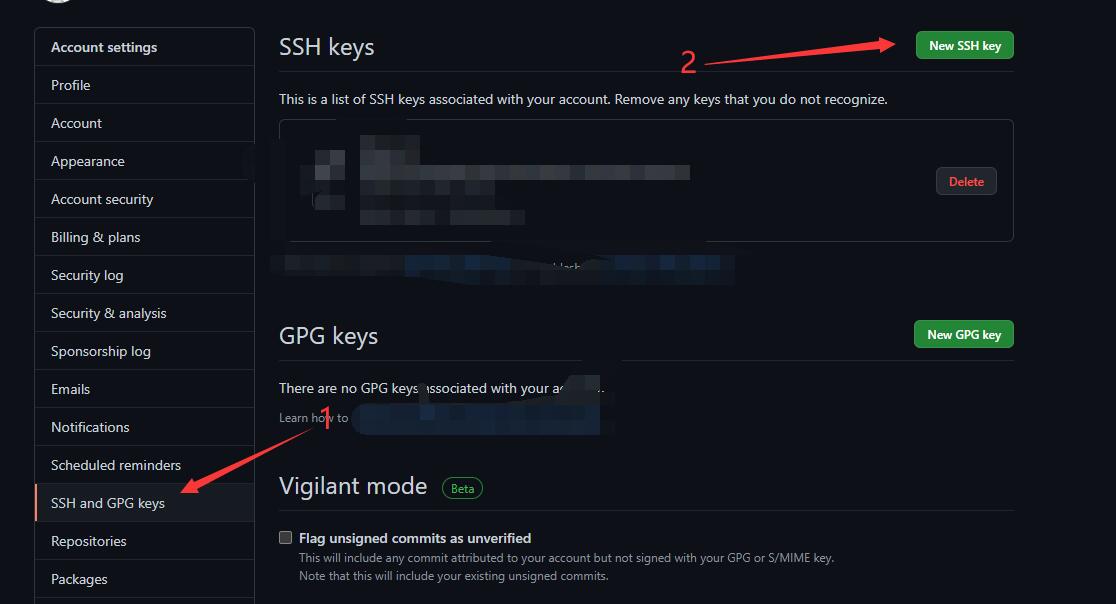 Account settings
Profile
Account
Appearance
Account security
Billing & plans
Security log
Security & analysis
Sponsorship log
Emails
Notifications
Scheduled reminders
SSH and GPG keys
Repositories
Packages
SSH keys
2
New SSH key
This is a list of SSH keys associated with your account. Remove any keys that you do not recognize.
Delete
GPG keys
New GPG key
There are no GPG keys associated with your
Learn how to
1
Vigilant mode
Beta
Flag unsigned commits as unverified
This will include any commit attributed to your account but not signed with your GPG or S/MIME key.
Note that this will include your existing unsigned commits.